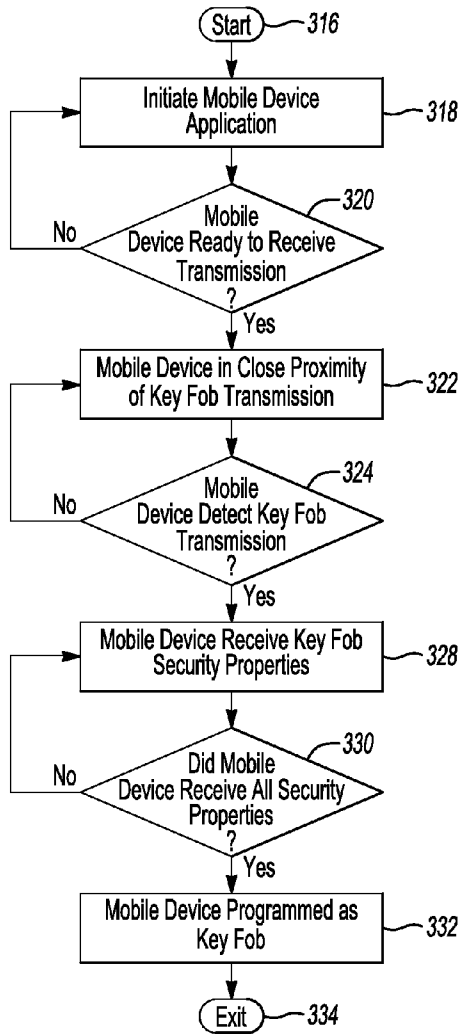 Start
316
Initiate Mobile Device
Application
318
320
Mobile
Device Ready to Receive
Transmission
?
No
Yes
Mobile Device in Close Proximity
of Key Fob Transmission
322
324
Mobile
Device Detect Key Fob
Transmission
?
No
Yes
Mobile Device Receive Key Fob
Security Properties
328
330
Did Mobile
Device Receive All Security
Properties
?
No
Yes
Mobile Device Programmed as
Key Fob
332
Exit
334